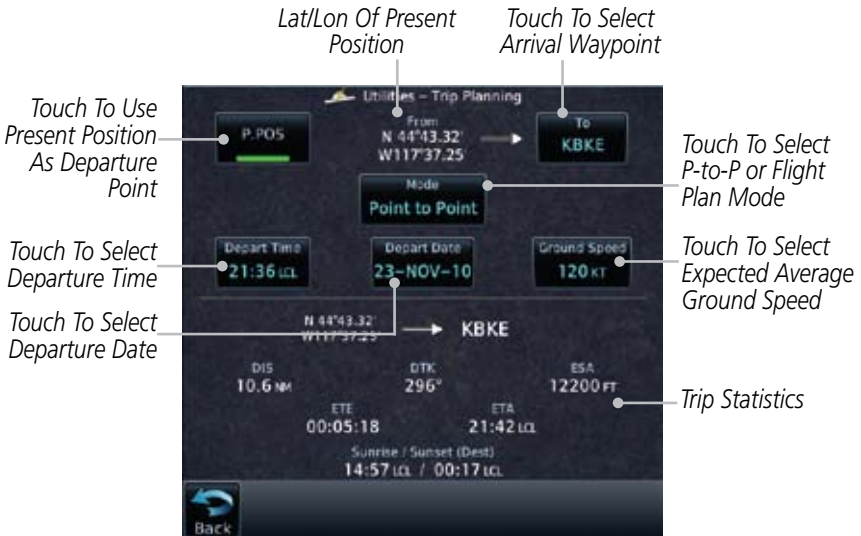 Lat/Lon Of Present
Position
Touch To Select
Arrival Waypoint
Touch To Use
Present Position
As Departure
Point
Touch To Select
P-to-P or Flight
Plan Mode
Touch To Select
Departure Time
Touch To Select
Expected Average
Ground Speed
Touch To Select
Departure Date
Trip Statistics
Utilities – Trip Planning
P.POS
From
N 44°43.32'
W117°37.25'
To
KBKE
Mode
Point to Point
Depart Time
21:36 LCL
Depart Date
23-NOV-10
Ground Speed
120 KT
N 44°43.32'
W117°37.25'
KBKE
DIS
10.6 NM
DTK
296°
ESA
12200 FT
ETE
00:05:18
ETA
21:42 LCL
Sunrise / Sunset (Dest)
14:57 LCL / 00:17 LCL
Back